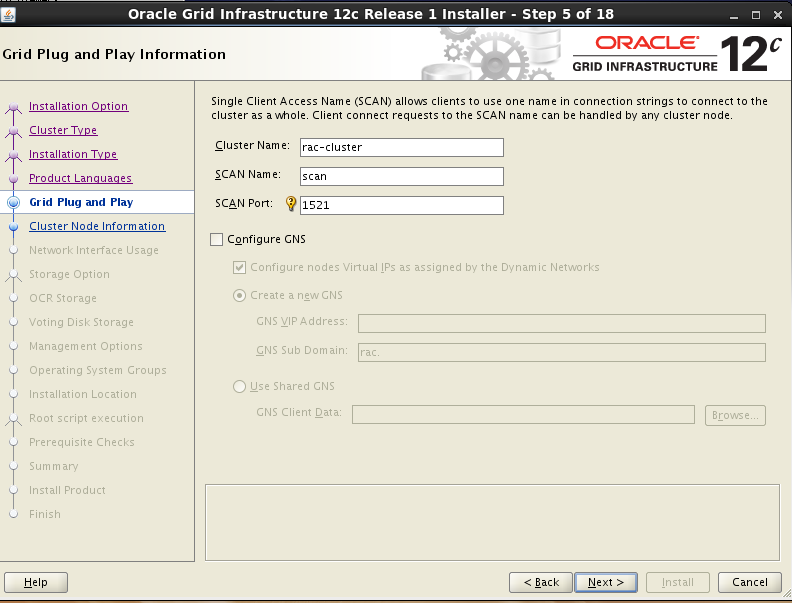 Oracle Grid Infrastructure 12c Release 1 Installer - Step 5 of 18
Grid Plug and Play Information
ORACLE
GRID INFRASTRUCTURE 12c
Installation Option
Cluster Type
Installation Type
Product Languages
Grid Plug and Play
Cluster Node Information
Network Interface Usage
Storage Option
OCR Storage
Voting Disk Storage
Management Options
Operating System Groups
Installation Location
Root script execution
Prerequisite Checks
Summary
Install Product
Finish
Single Client Access Name (SCAN) allows clients to use one name in connection strings to connect to the
cluster as a whole. Client connect requests to the SCAN name can be handled by any cluster node.
Cluster Name: rac-cluster
SCAN Name: scan
SCAN Port: 1521
Configure GNS
Configure nodes Virtual IPs as assigned by the Dynamic Networks
Create a new GNS
GNS VIP Address:
GNS Sub Domain: rac.
Use Shared GNS
GNS Client Data: Browse...
Help < Back Next > Install Cancel